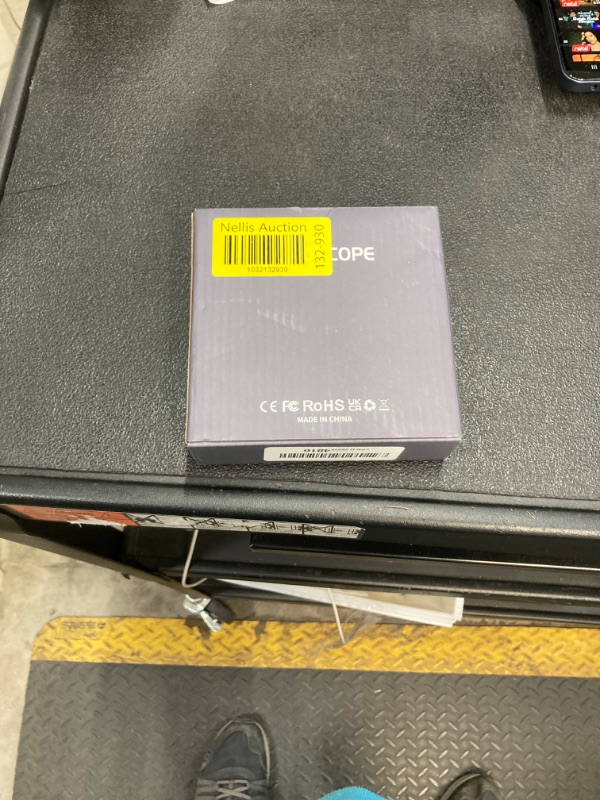 Nellis Auction
1032132930
132-930
COPE
CE FC RoHS UK CA
MADE IN CHINA